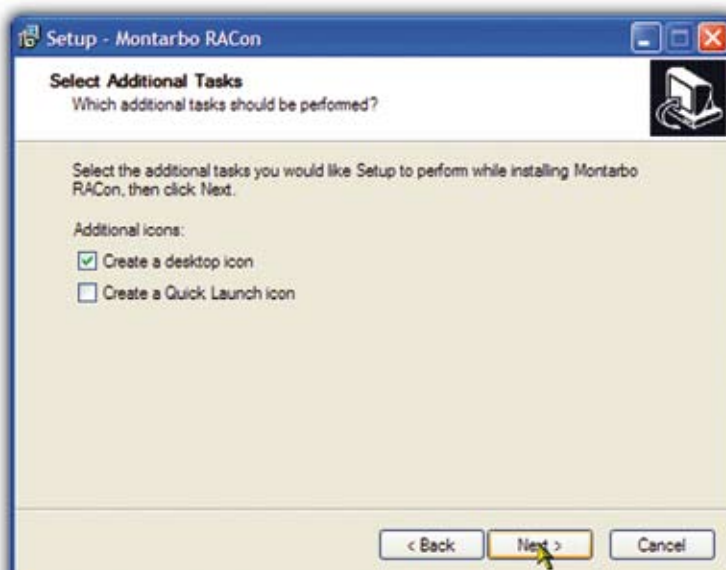 Setup - Montarbo RACon
Select Additional Tasks
Which additional tasks should be performed?
Select the additional tasks you would like Setup to perform while installing Montarbo
RACon, then click Next.
Additional icons:
Create a desktop icon
Create a Quick Launch icon
< Back Next > Cancel